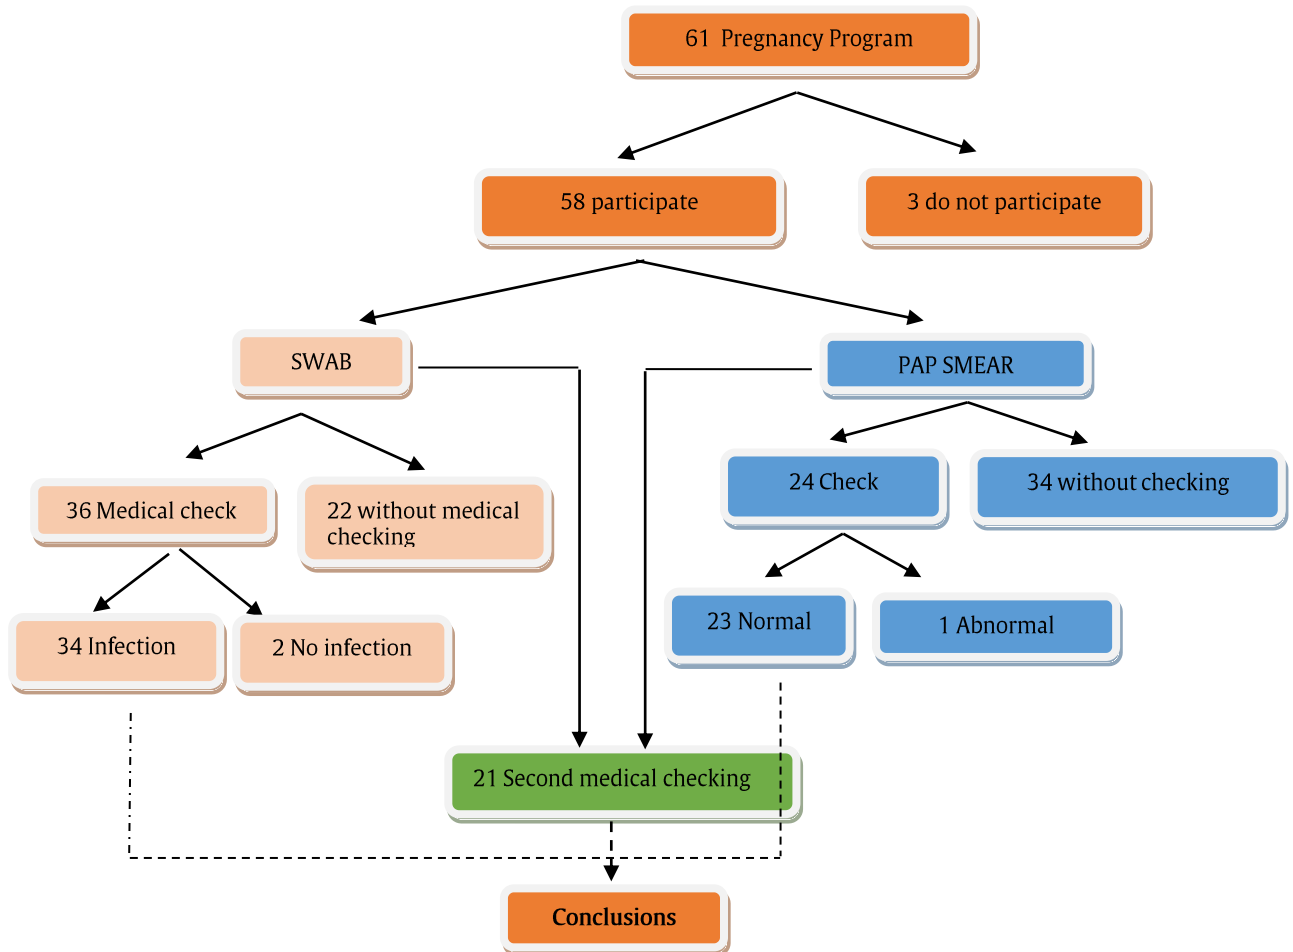 61 Pregnancy Program
58 participate
3 do not participate
SWAB
PAP SMEAR
36 Medical check
22 without medical
checking
24 Check
34 without checking
34 Infection
2 No infection
23 Normal
1 Abnormal
21 Second medical checking
Conclusions